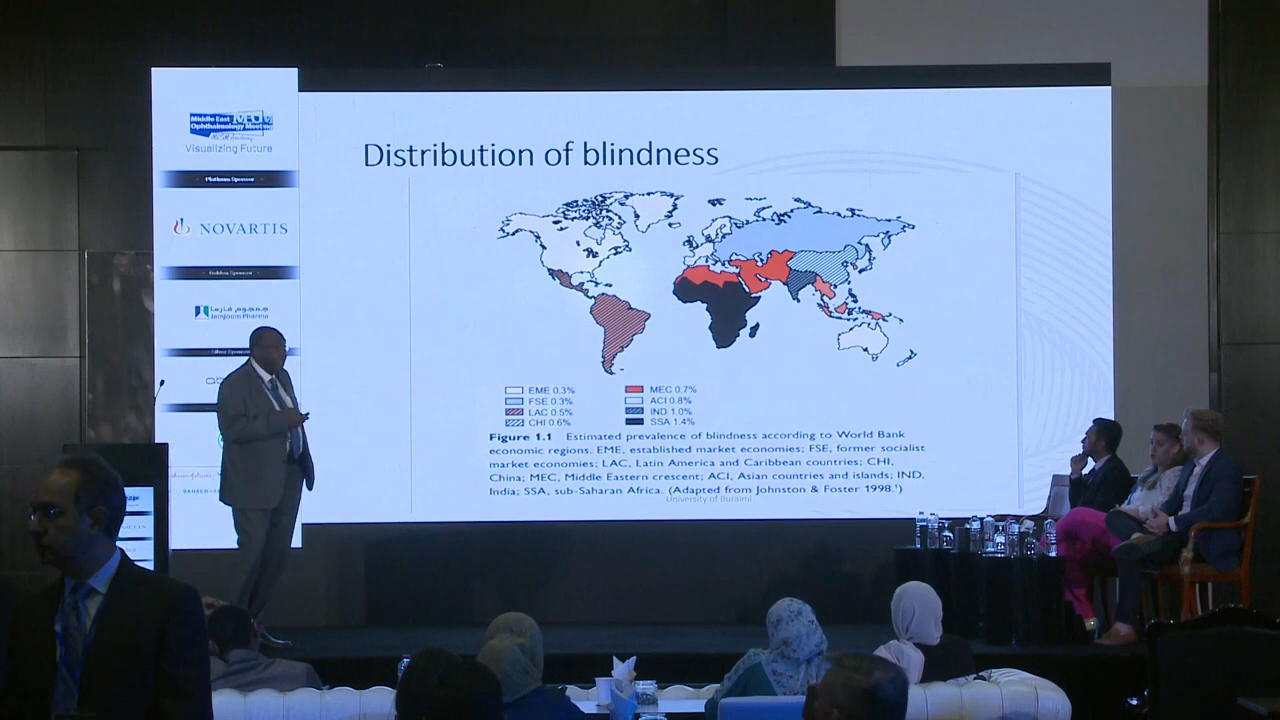 Middle East
Ophthalmology Meeting
Visualizing Future
Platinum Sponsor
NOVARTIS
Golden Sponsor
جمجوم فارما
Jamjoom Pharma
Silver Sponsor
Distribution of blindness
EME 0.3%
FSE 0.3%
LAC 0.5%
CHI 0.6%
MEC 0.7%
ACI 0.8%
IND 1.0%
SSA 1.4%
Figure 1.1 Estimated prevalence of blindness according to World Bank
economic regions. EME, established market economies; FSE, former socialist
market economies; LAC, Latin America and Caribbean countries; CHI,
China; MEC, Middle Eastern crescent; ACI, Asian countries and islands; IND,
India; SSA, sub-Saharan Africa. (Adapted from Johnston & Foster 1998.¹)
University of Buraimi